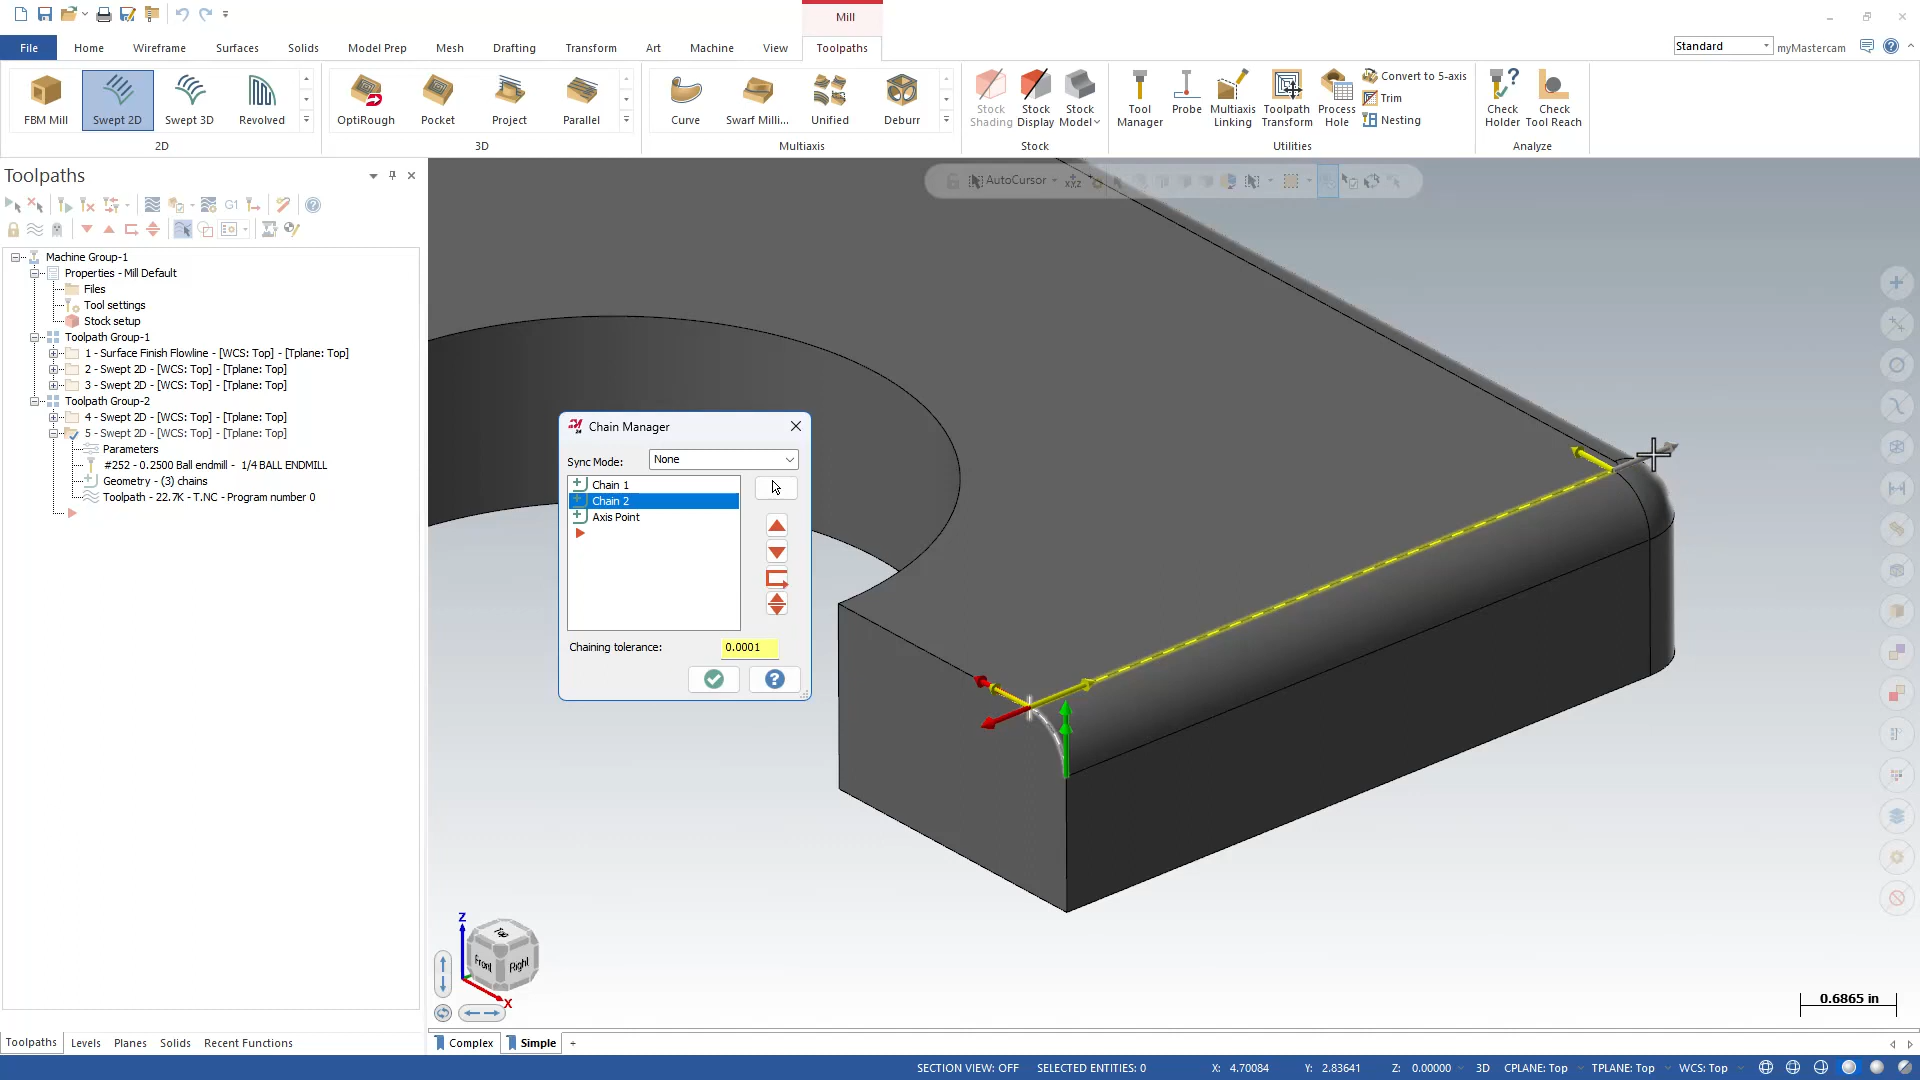 Mill
File
Home
Wireframe
Surfaces
Solids
Model Prep
Mesh
Drafting
Transform
Art
Machine
View
Toolpaths
Standard
myMastercam
FBM Mill
Swept 2D
Swept 3D
Revolved
OptiRough
Pocket
Project
Parallel
Curve
Swarf Milli...
Unified
Deburr
Stock Shading
Stock Display
Stock Model
Tool Manager
Probe
Multiaxis Linking
Toolpath Transform
Process Hole
Convert to 5-axis
Trim
Nesting
Check Holder
Check Tool Reach
2D
3D
Multiaxis
Stock
Utilities
Analyze
Toolpaths
G1
AutoCursor
XYZ
Machine Group-1
Properties - Mill Default
Files
Tool settings
Stock setup
Toolpath Group-1
1 - Surface Finish Flowline - [WCS: Top] - [Tplane: Top]
2 - Swept 2D - [WCS: Top] - [Tplane: Top]
3 - Swept 2D - [WCS: Top] - [Tplane: Top]
Toolpath Group-2
4 - Swept 2D - [WCS: Top] - [Tplane: Top]
5 - Swept 2D - [WCS: Top] - [Tplane: Top]
Parameters
#252 - 0.2500 Ball endmill - 1/4 BALL ENDMILL
Geometry - (3) chains
Toolpath - 22.7K - T.NC - Program number 0
Chain Manager
Sync Mode:
None
Chain 1
Chain 2
Axis Point
Chaining tolerance:
0.0001
Z
Top
Front
Right
X
0.6865 in
Toolpaths
Levels
Planes
Solids
Recent Functions
Complex
Simple
+
SECTION VIEW: OFF
SELECTED ENTITIES: 0
X: 4.70084
Y: 2.83641
Z: 0.00000
3D
CPLANE: Top
TPLANE: Top
WCS: Top